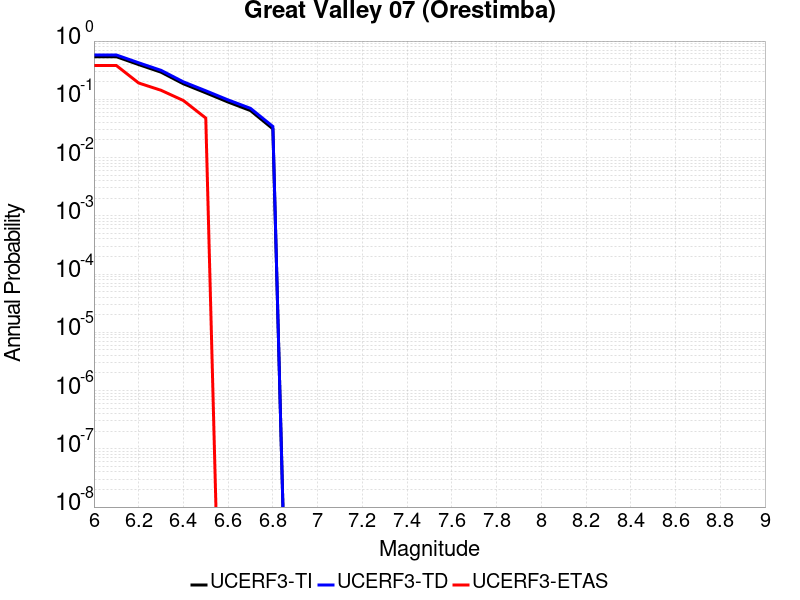 Great Valley 07 (Orestimba)
Annual Probability
10^0
10^-1
10^-2
10^-3
10^-4
10^-5
10^-6
10^-7
10^-8
6 6.2 6.4 6.6 6.8 7 7.2 7.4 7.6 7.8 8 8.2 8.4 8.6 8.8 9
Magnitude
UCERF3-TI UCERF3-TD UCERF3-ETAS